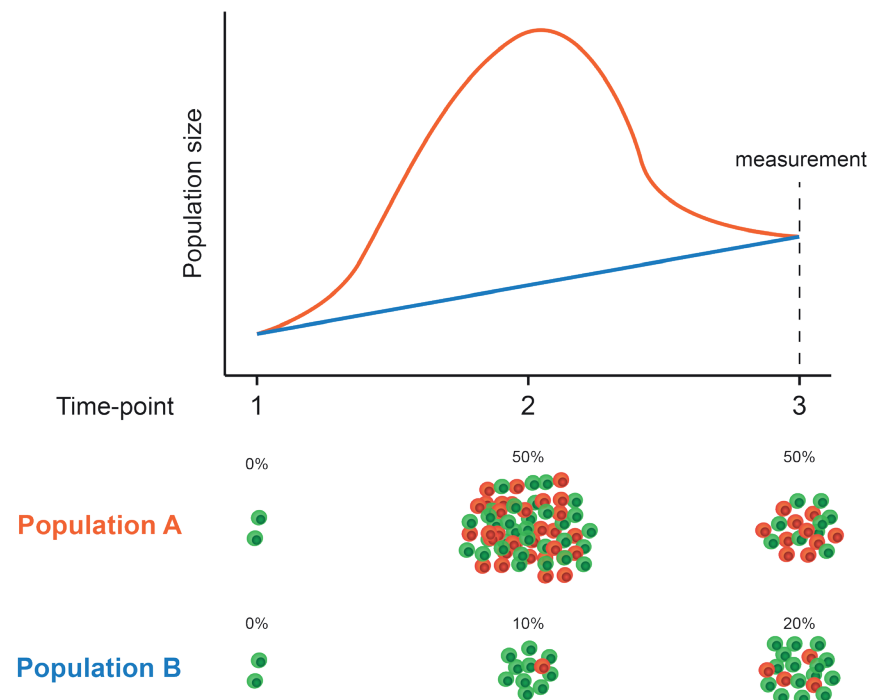 Population size
measurement
Time-point 1 2 3
0% 50% 50%
Population A
0% 10% 20%
Population B